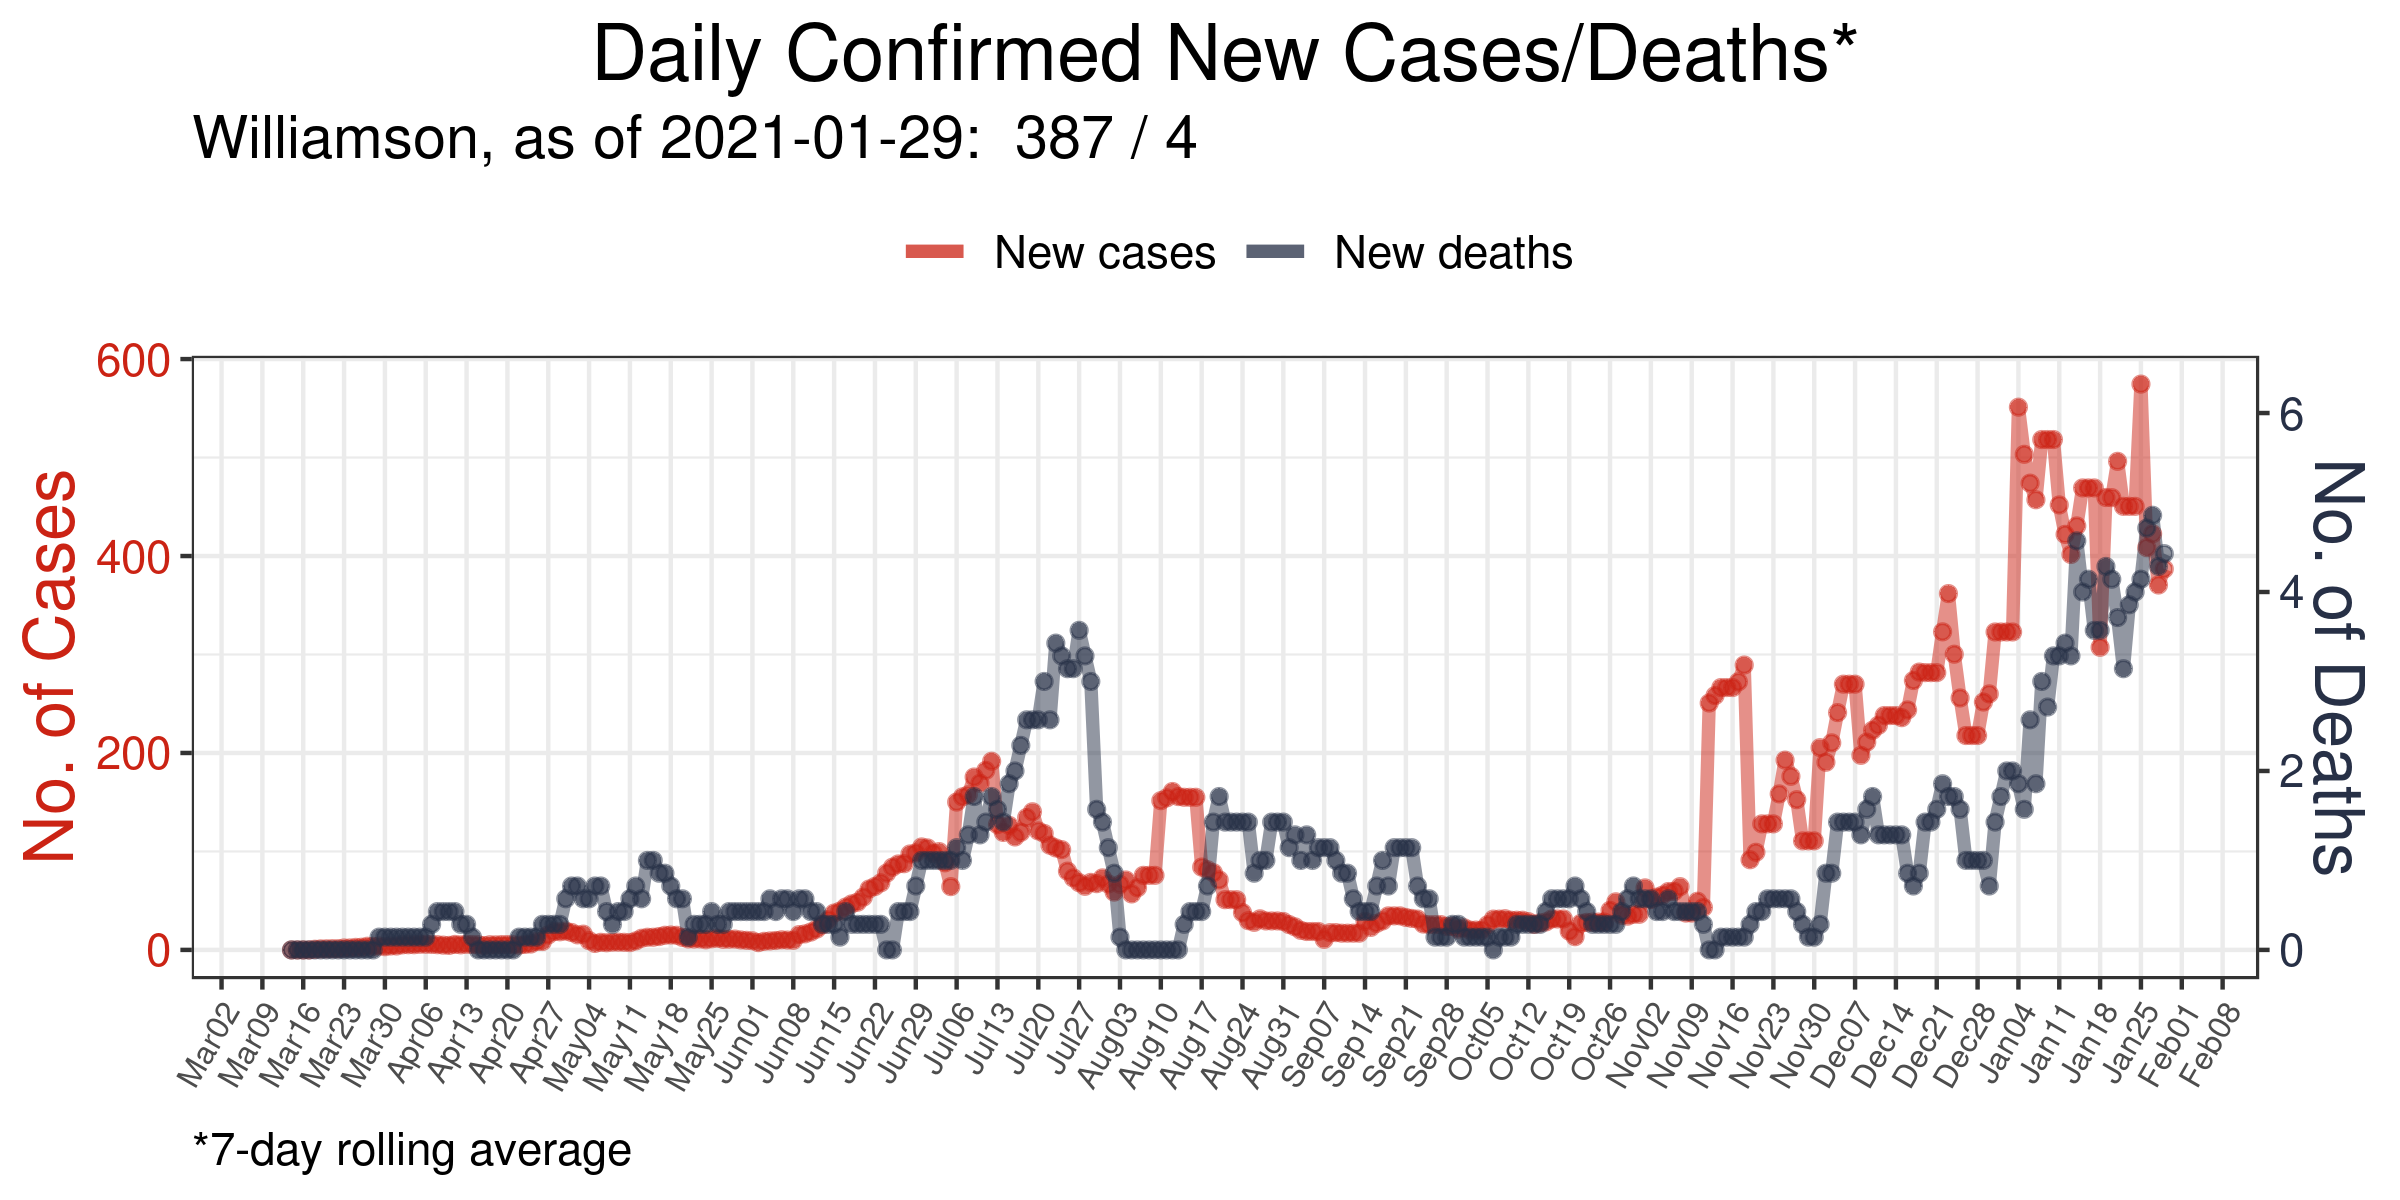 Daily Confirmed New Cases/Deaths*
Williamson, as of 2021-01-29:  387 / 4
New cases
New deaths
No. of Cases
600
400
200
0
No. of Deaths
6
4
2
0
Mar02
Mar09
Mar16
Mar23
Mar30
Apr06
Apr13
Apr20
Apr27
May04
May11
May18
May25
Jun01
Jun08
Jun15
Jun22
Jun29
Jul06
Jul13
Jul20
Jul27
Aug03
Aug10
Aug17
Aug24
Aug31
Sep07
Sep14
Sep21
Sep28
Oct05
Oct12
Oct19
Oct26
Nov02
Nov09
Nov16
Nov23
Nov30
Dec07
Dec14
Dec21
Dec28
Jan04
Jan11
Jan18
Jan25
Feb01
Feb08
*7-day rolling average